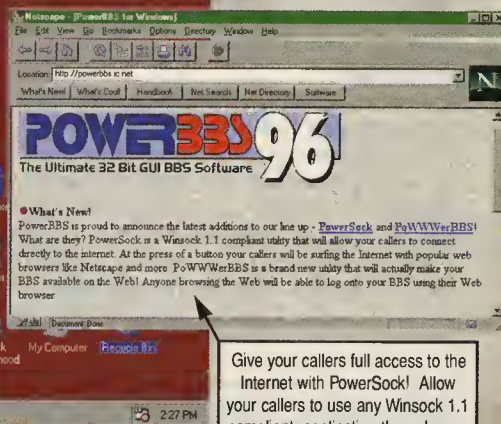 Netscape - [PowerBBS for Windows]
File Edit View Go Bookmarks Options Directory Window Help
Location: http://powerbbs ic net
What's New! What's Cool! Handbook Net Search Net Directory Software
N
POWERBBS 96
The Ultimate 32 Bit GUI BBS Software
What's New!
PowerBBS is proud to announce the latest additions to our line up - PowerSock and PoWWWerBBS!
What are they? PowerSock is a Winsock 1.1 compliant utility that will allow your callers to connect
directly to the internet. At the press of a button your callers will be surfing the Internet with popular web
browsers like Netscape and more. PoWWWerBBS is a brand new utility that will actually make your
BBS available on the Web! Anyone browsing the Web will be able to log onto your BBS using their Web
browser
Document: Done
My Computer Recycle Bin
hood
2:27 PM
Give your callers full access to the
Internet with PowerSock! Allow
your callers to use any Winsock 1.1